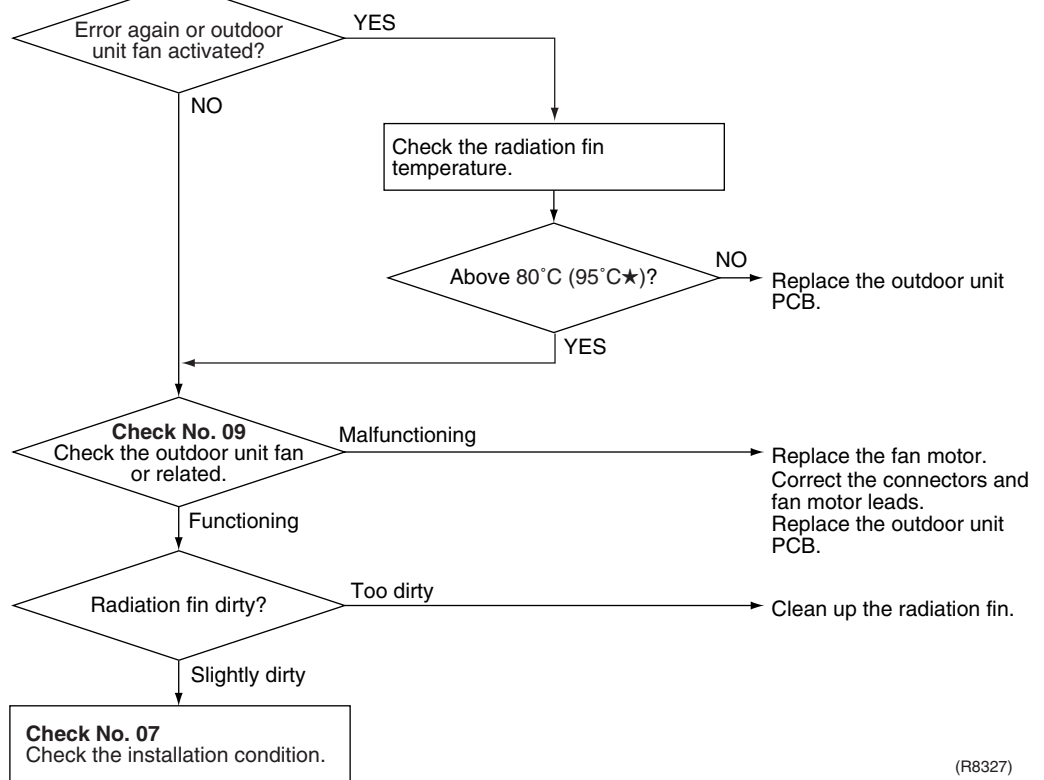 Error again or outdoor
unit fan activated?
YES
NO
Check the radiation fin
temperature.
Above 80˚C (95˚C★)?
NO
Replace the outdoor unit
PCB.
YES
Check No. 09
Check the outdoor unit fan
or related.
Malfunctioning
Replace the fan motor.
Correct the connectors and
fan motor leads.
Replace the outdoor unit
PCB.
Functioning
Radiation fin dirty?
Too dirty
Clean up the radiation fin.
Slightly dirty
Check No. 07
Check the installation condition.
(R8327)